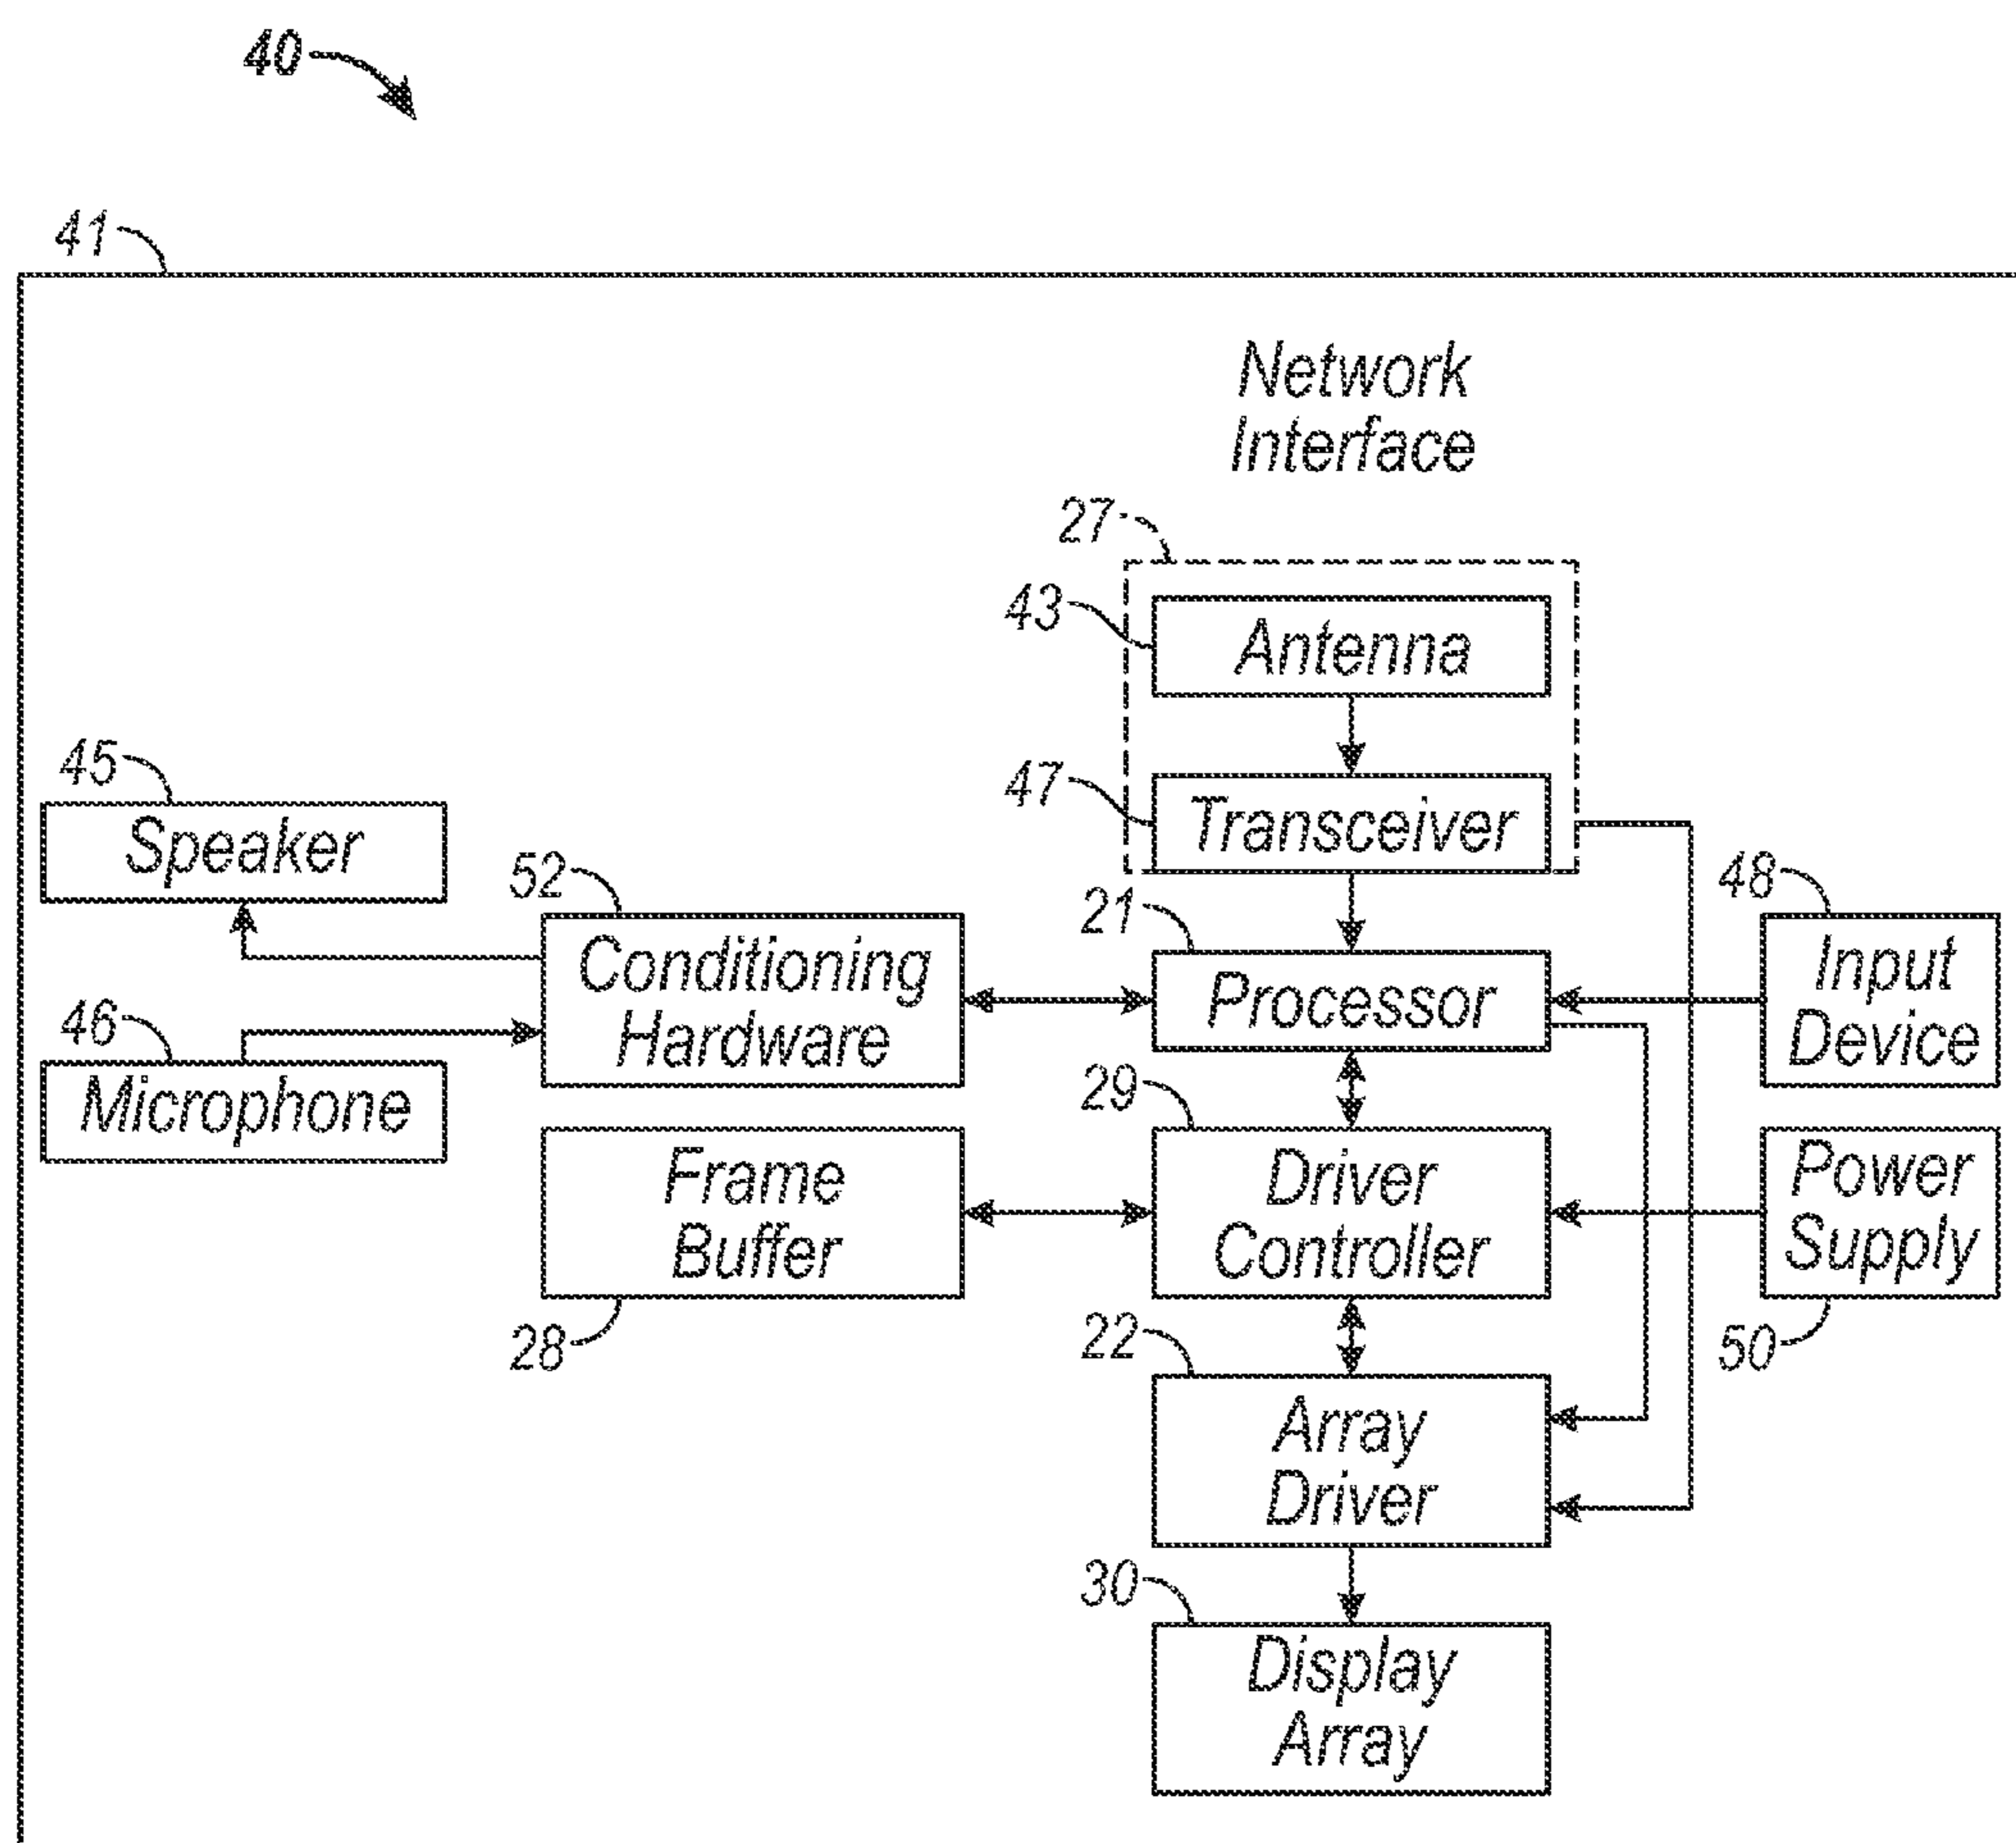 40
41
Network
Interface
27
43
Antenna
47
Transceiver
45
Speaker
52
Conditioning
Hardware
21
Processor
48
Input
Device
46
Microphone
29
Driver
Controller
Frame
Buffer
28
Power
Supply
50
22
Array
Driver
30
Display
Array